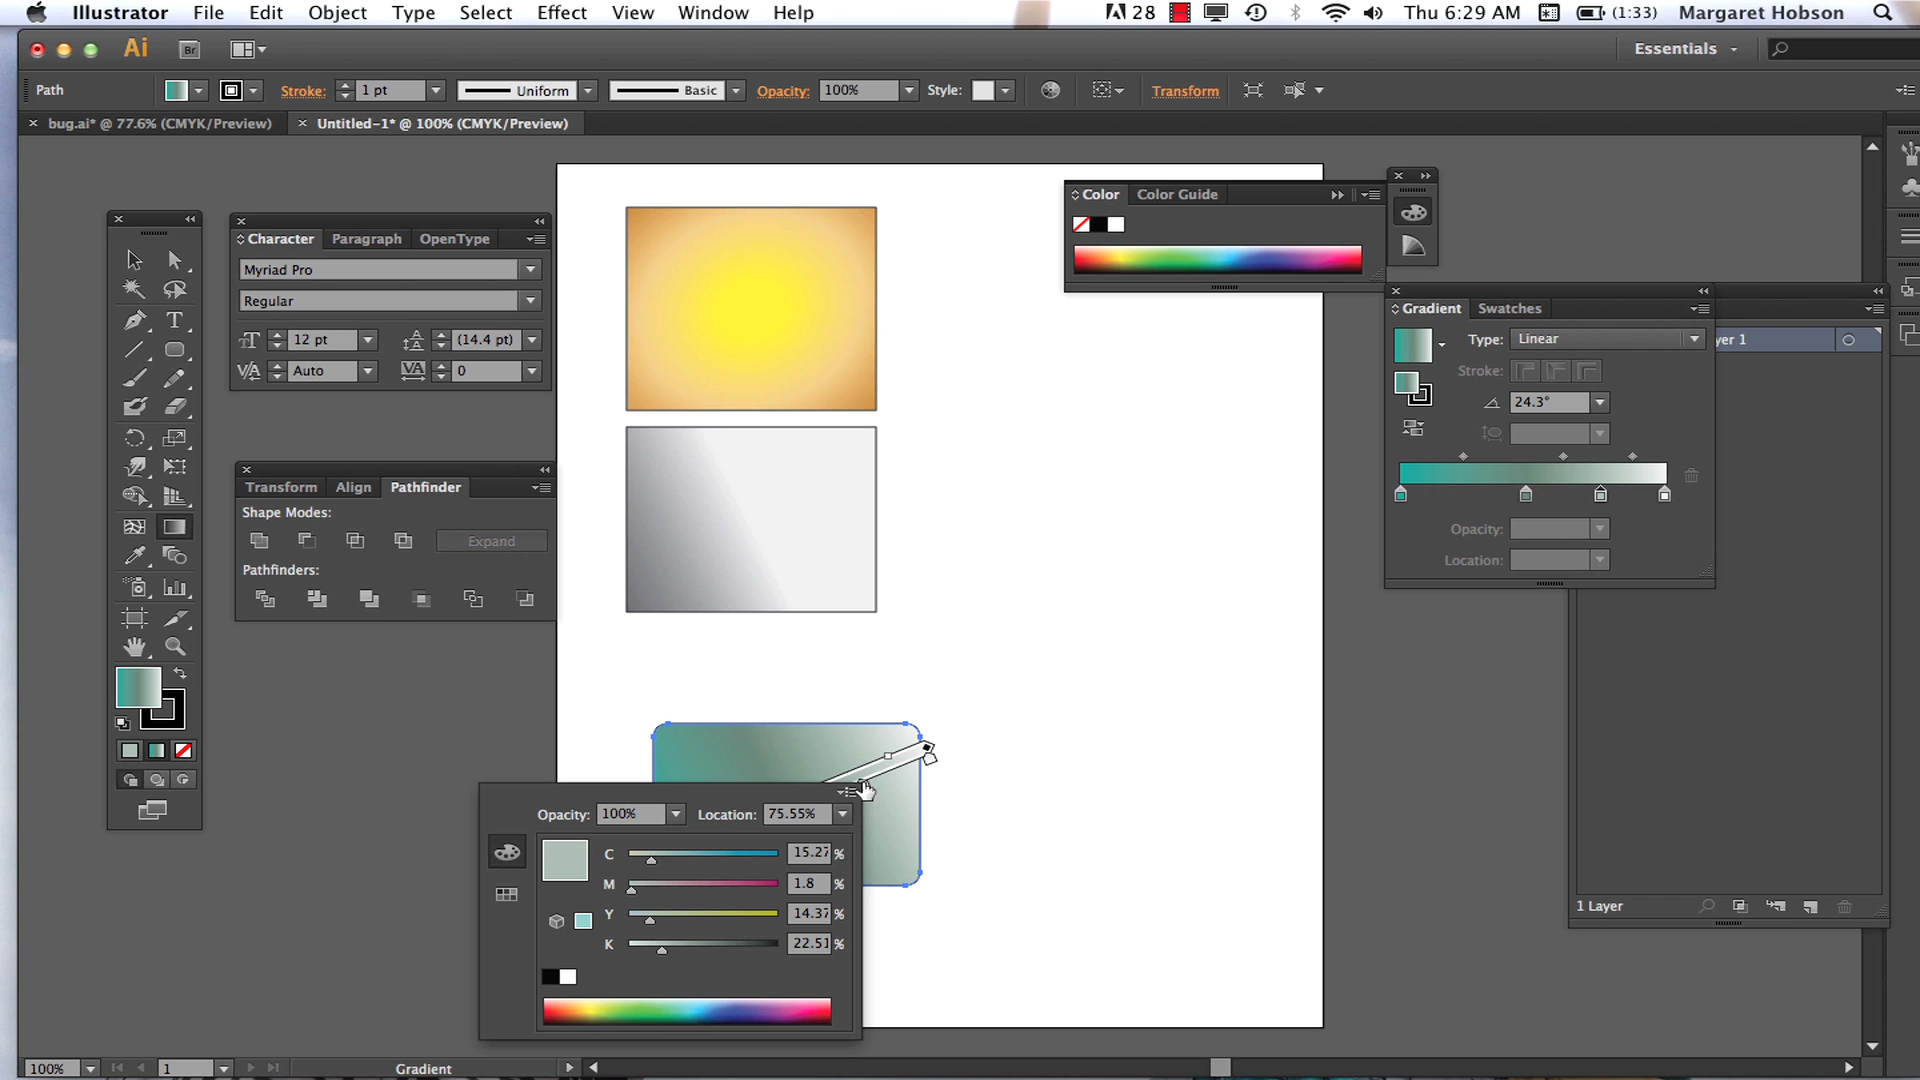 Illustrator File Edit Object Type Select Effect View Window Help 28 Thu 6:29 AM (1:33) Margaret Hobson
Ai Br Essentials
Path Stroke: 1 pt Uniform Basic Opacity: 100% Style: Transform
bug.ai* @ 77.6% (CMYK/Preview) Untitled-1* @ 100% (CMYK/Preview)
Color Color Guide
Character Paragraph OpenType
Myriad Pro
Regular
12 pt (14.4 pt)
Auto 0
Gradient Swatches
Type: Linear
yer 1
Stroke:
24.3°
Opacity:
Location:
Transform Align Pathfinder
Shape Modes:
Expand
Pathfinders:
Opacity: 100% Location: 75.55%
C 15.27 %
M 1.8 %
Y 14.37 %
K 22.51 %
1 Layer
100% 1 Gradient